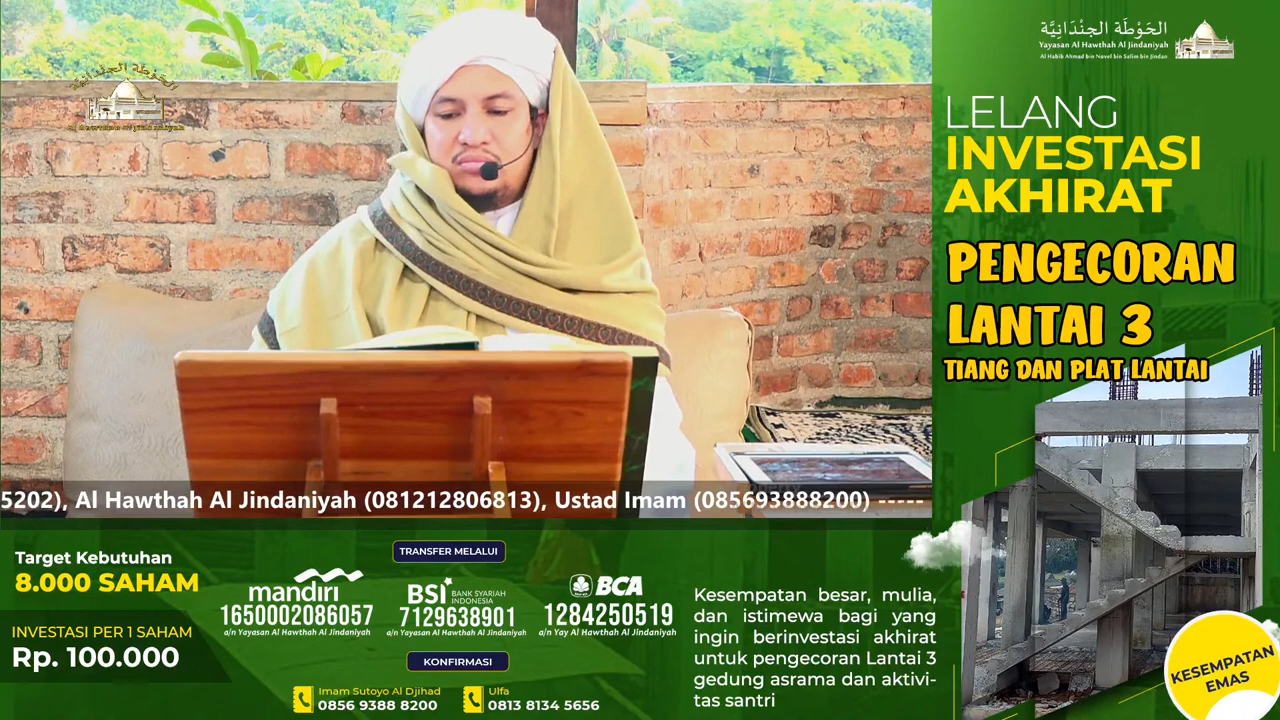 الحَوْطَة الجِنْدَانِيَّة
Yayasan Al Hawthah Al Jindaniyah
Al Habib Ahmad bin Novel bin Salim bin Jindan
LELANG
INVESTASI
AKHIRAT
PENGECORAN
LANTAI 3
TIANG DAN PLAT LANTAI
5202), Al Hawthah Al Jindaniyah (081212806813), Ustad Imam (085693888200) -----
Target Kebutuhan
8.000 SAHAM
INVESTASI PER 1 SAHAM
Rp. 100.000
TRANSFER MELALUI
mandiri
1650002086057
a/n Yayasan Al Hawthah Al Jindaniyah
BSI BANK SYARIAH
INDONESIA
7129638901
a/n Yayasan Al Hawthah Al Jindaniyah
BCA
1284250519
a/n Yay Al Hawthah Al Jindaniyah
KONFIRMASI
Imam Sutoyo Al Djihad
0856 9388 8200
Ulfa
0813 8134 5656
Kesempatan besar, mulia,
dan istimewa bagi yang
ingin berinvestasi akhirat
untuk pengecoran Lantai 3
gedung asrama dan aktivi-
tas santri
KESEMPATAN
EMAS